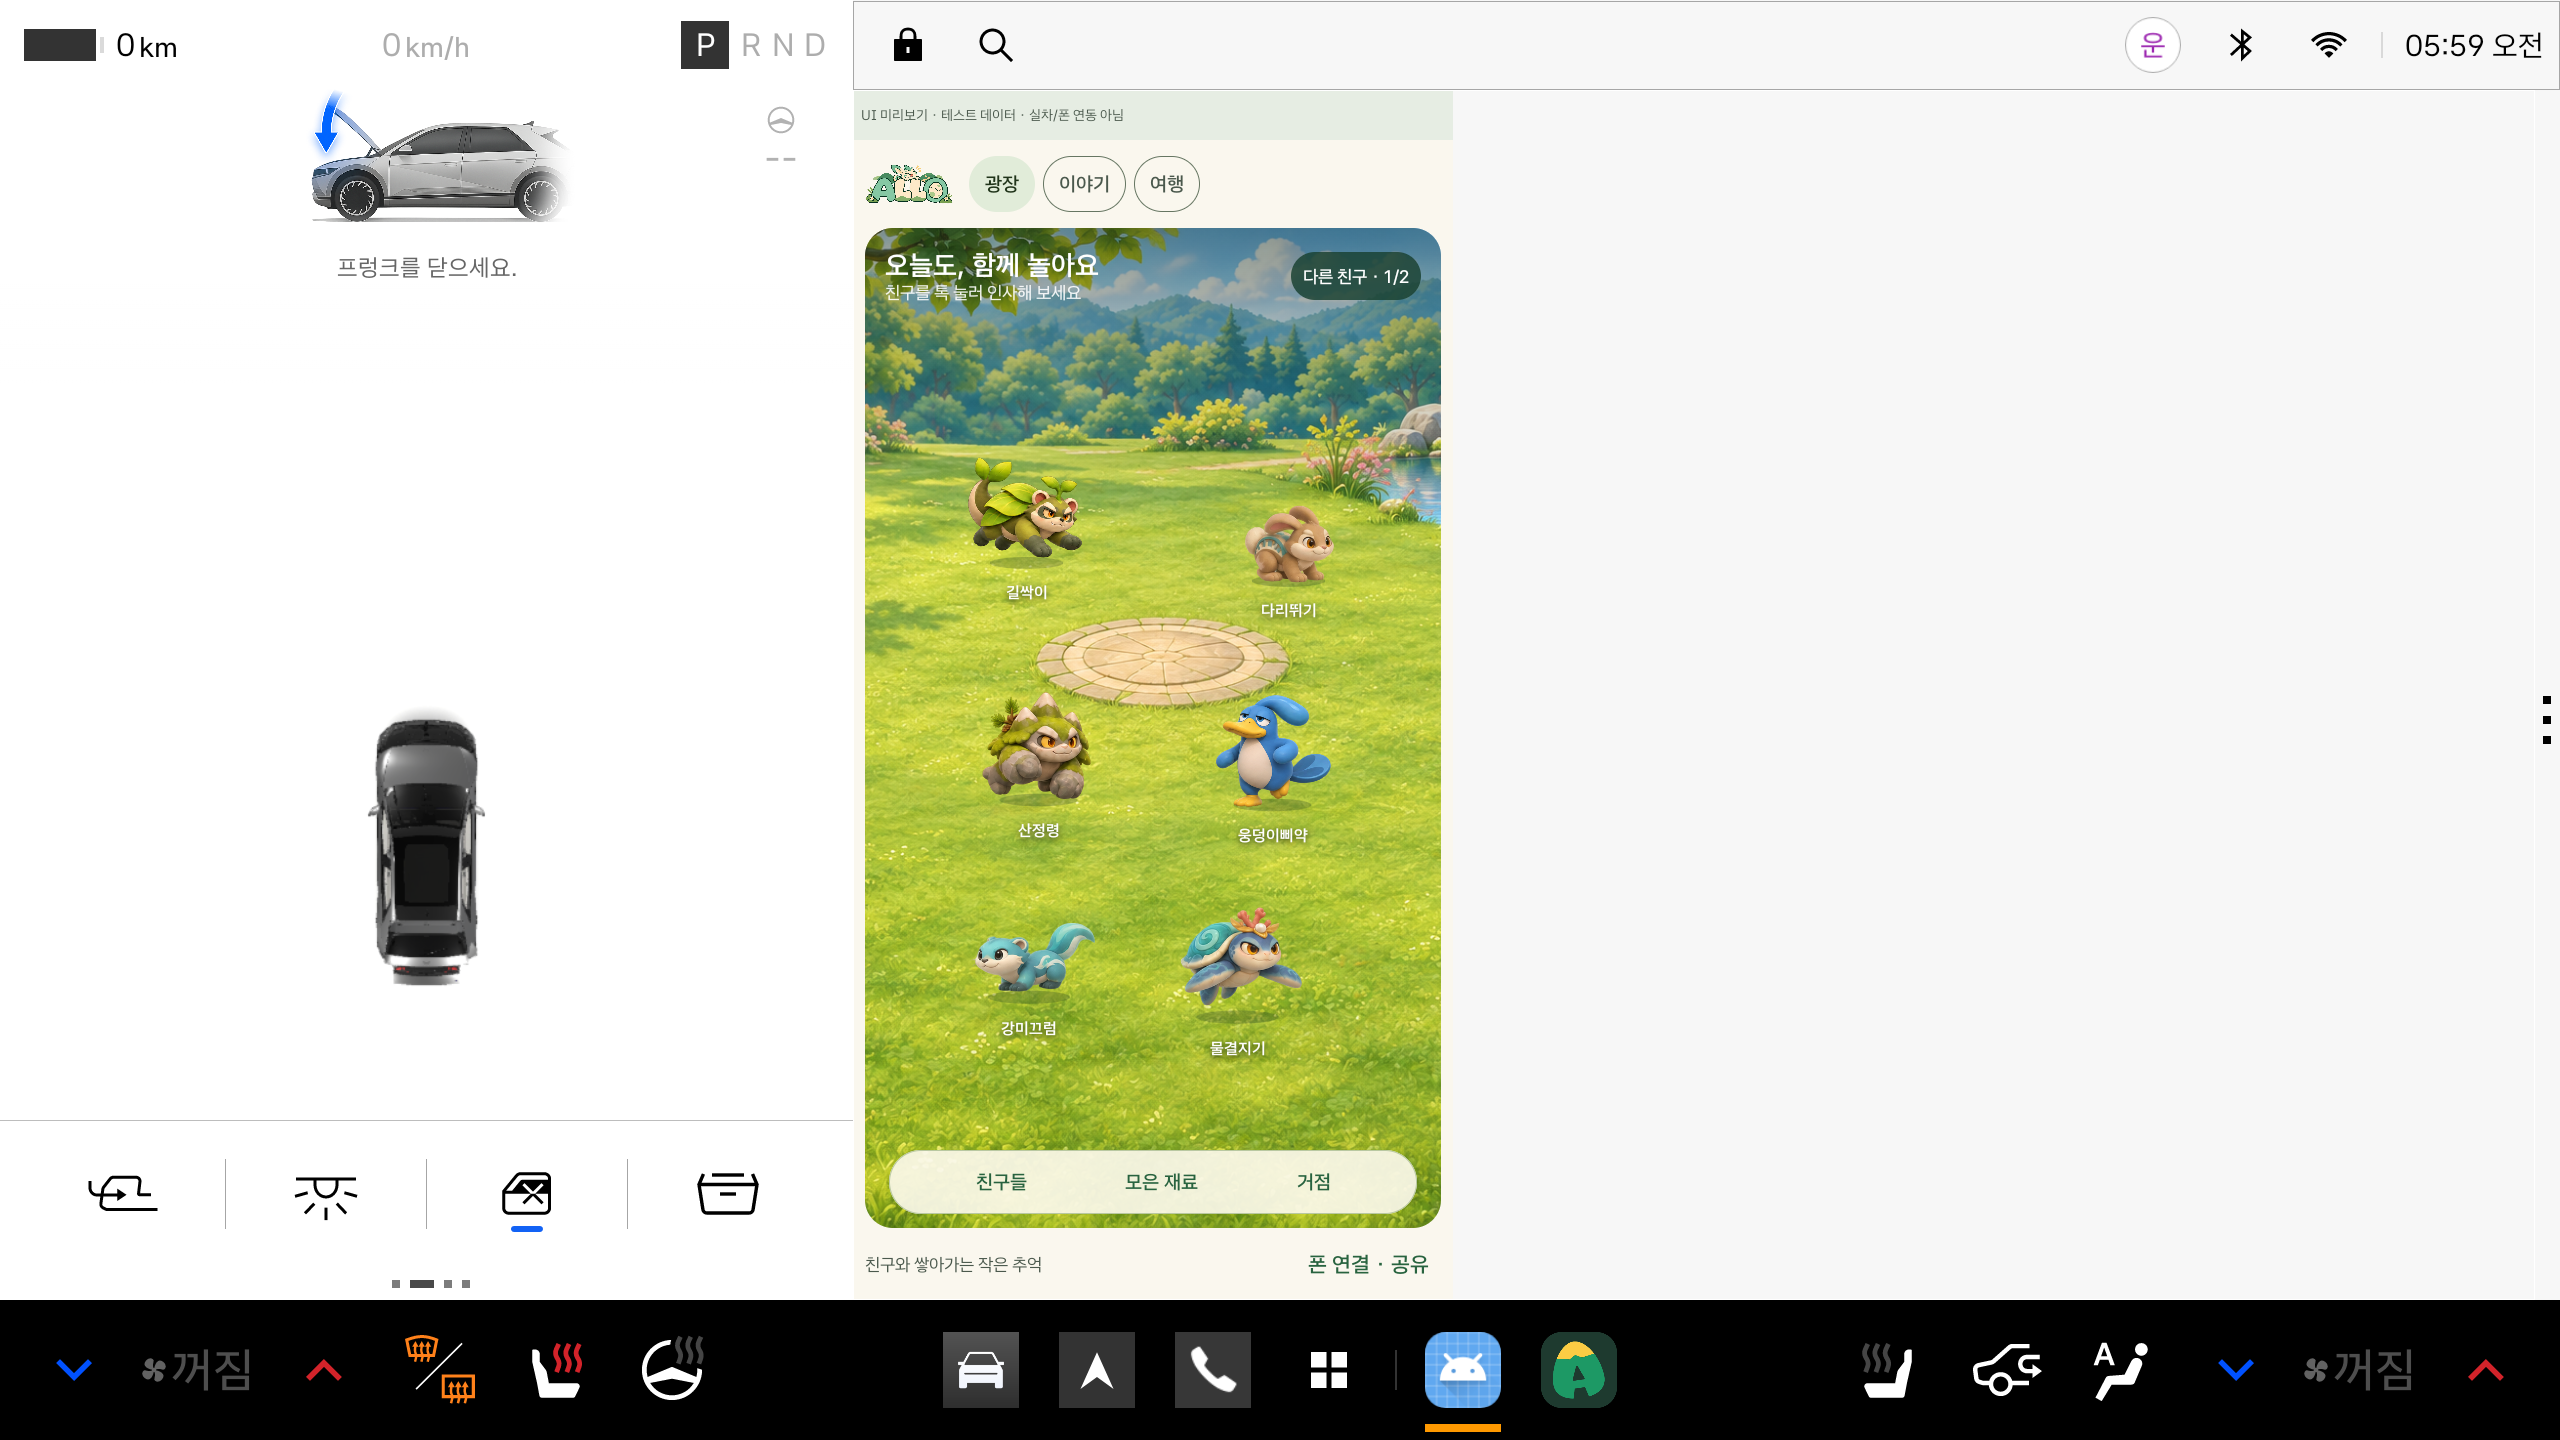 0 km
0 km/h
P R N D
프렁크를 닫으세요.
운
05:59 오전
UI 미리보기 · 테스트 데이터 · 실차/폰 연동 아님
ALLO
광장
이야기
여행
오늘도, 함께 놀아요
친구를 톡 눌러 인사해 보세요
다른 친구 · 1/2
길싹이
다리뛰기
산정령
웅덩이삐약
강미끄럼
물결지기
친구들
모은 재료
거점
친구와 쌓아가는 작은 추억
폰 연결 · 공유
꺼짐
A
A
꺼짐